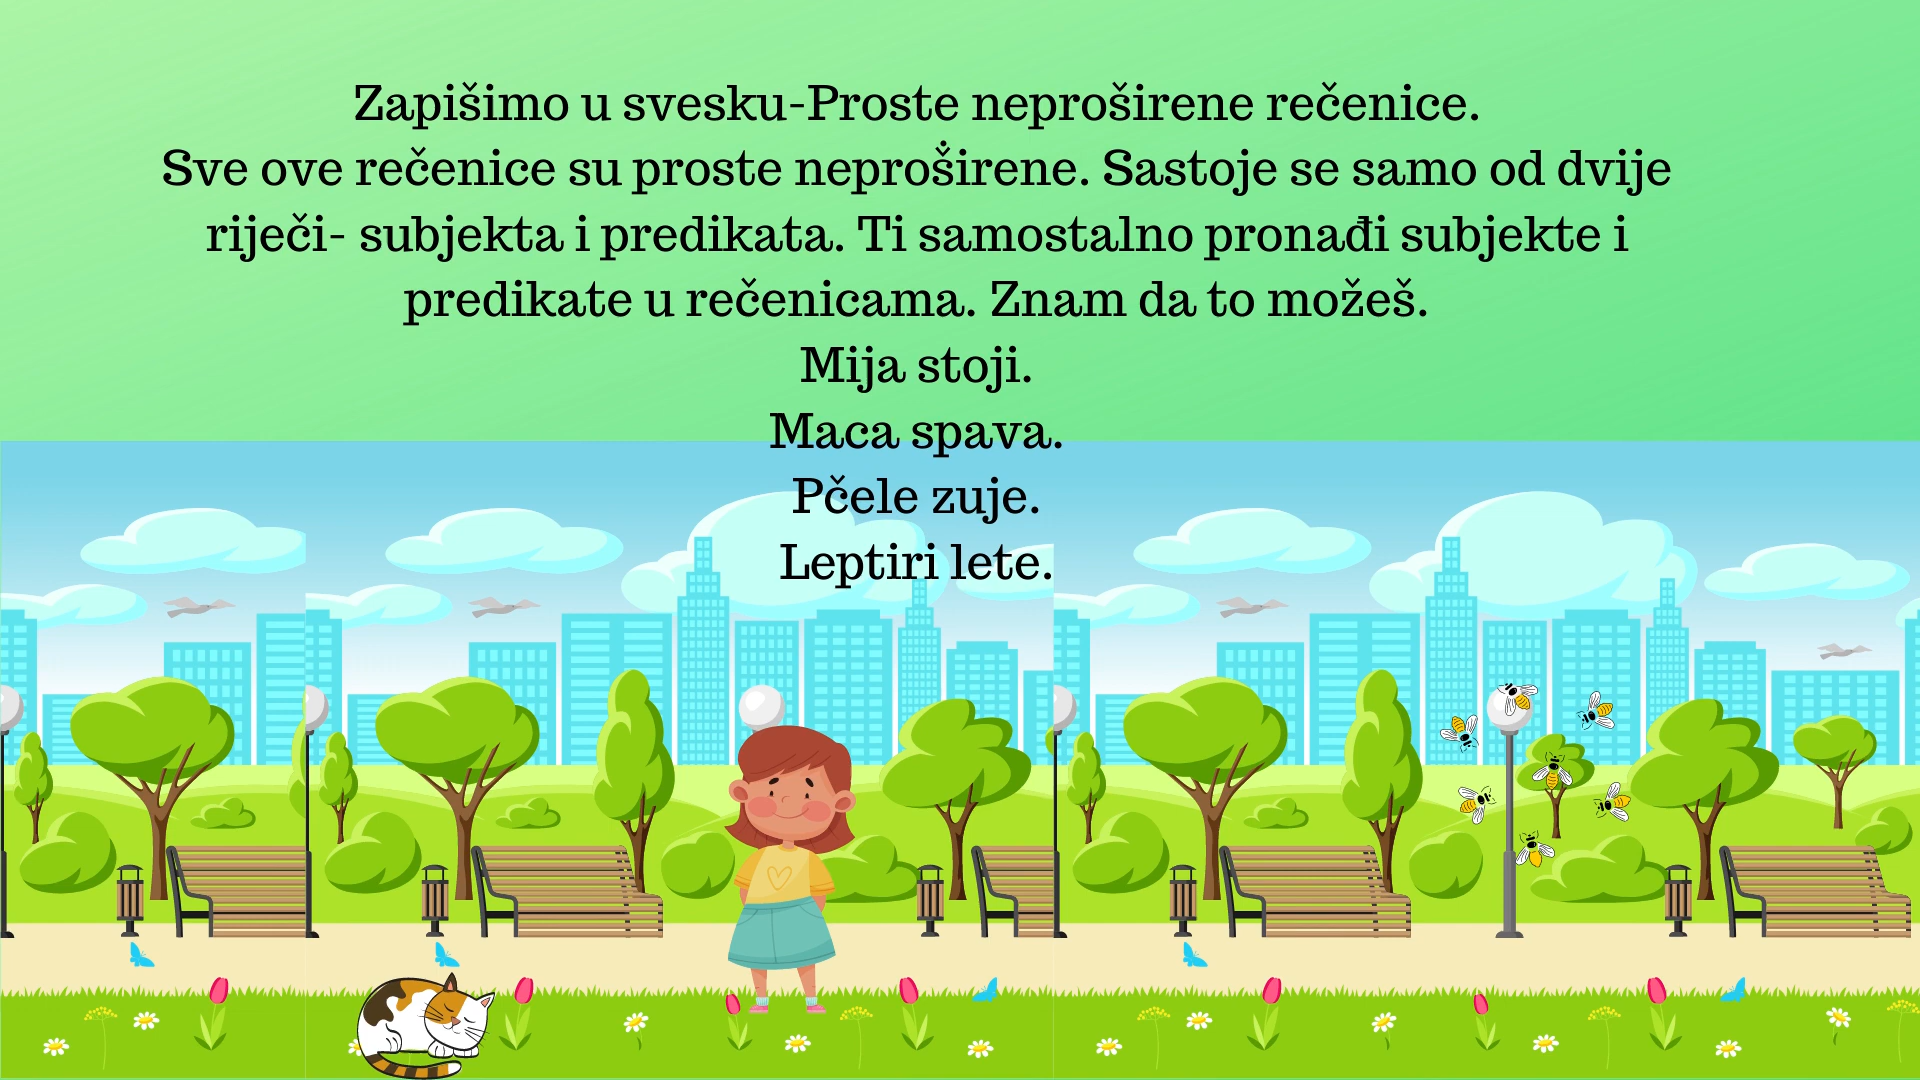 Zapišimo u svesku-Proste neproširene rečenice.
Sve ove rečenice su proste neproširene. Sastoje se samo od dvije
riječi- subjekta i predikata. Ti samostalno pronađi subjekte i
predikate u rečenicama. Znam da to možeš.
Mija stoji.
Maca spava.
Pčele zuje.
Leptiri lete.